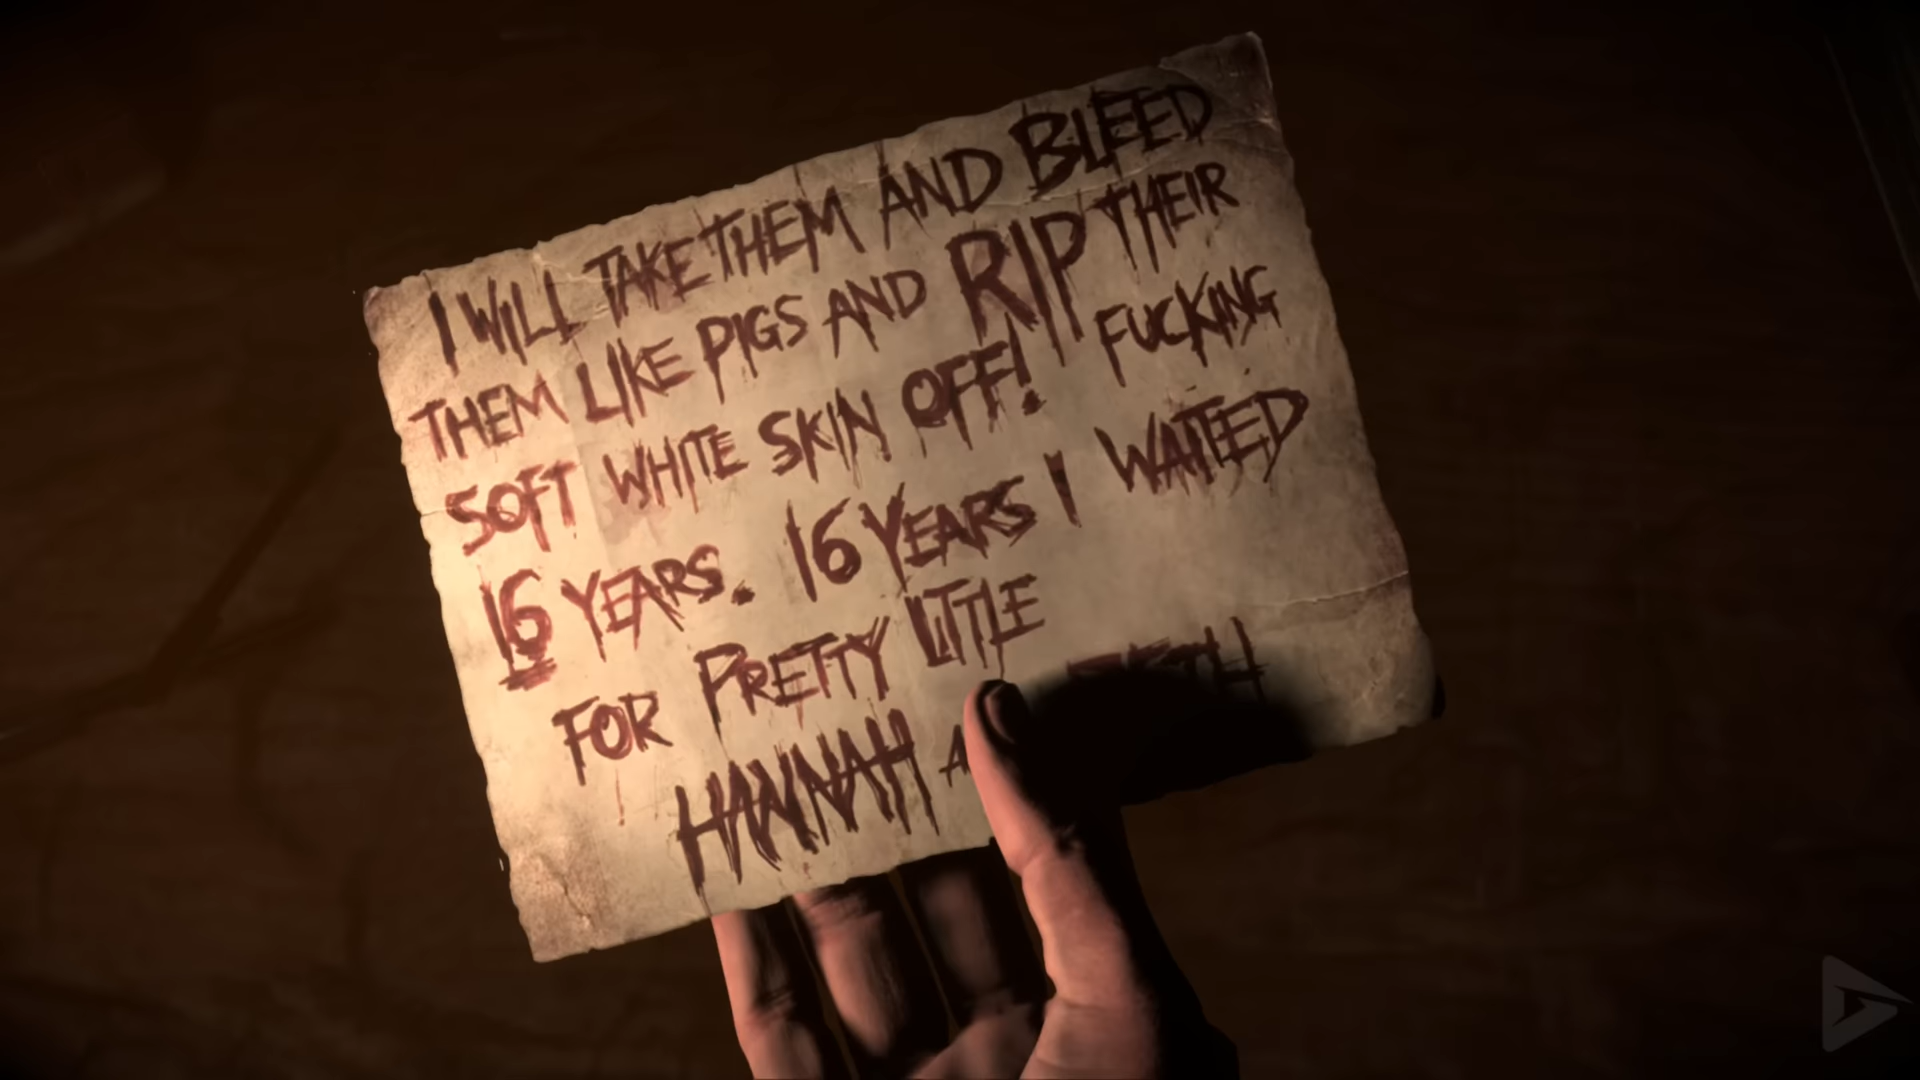 I WILL TAKE THEM AND BLEED
THEM LIKE PIGS AND RIP THEIR
SOFT WHITE SKIN OFF! FUCKING
16 YEARS. 16 YEARS I WAITED
FOR PRETTY LITTLE
HANNAH